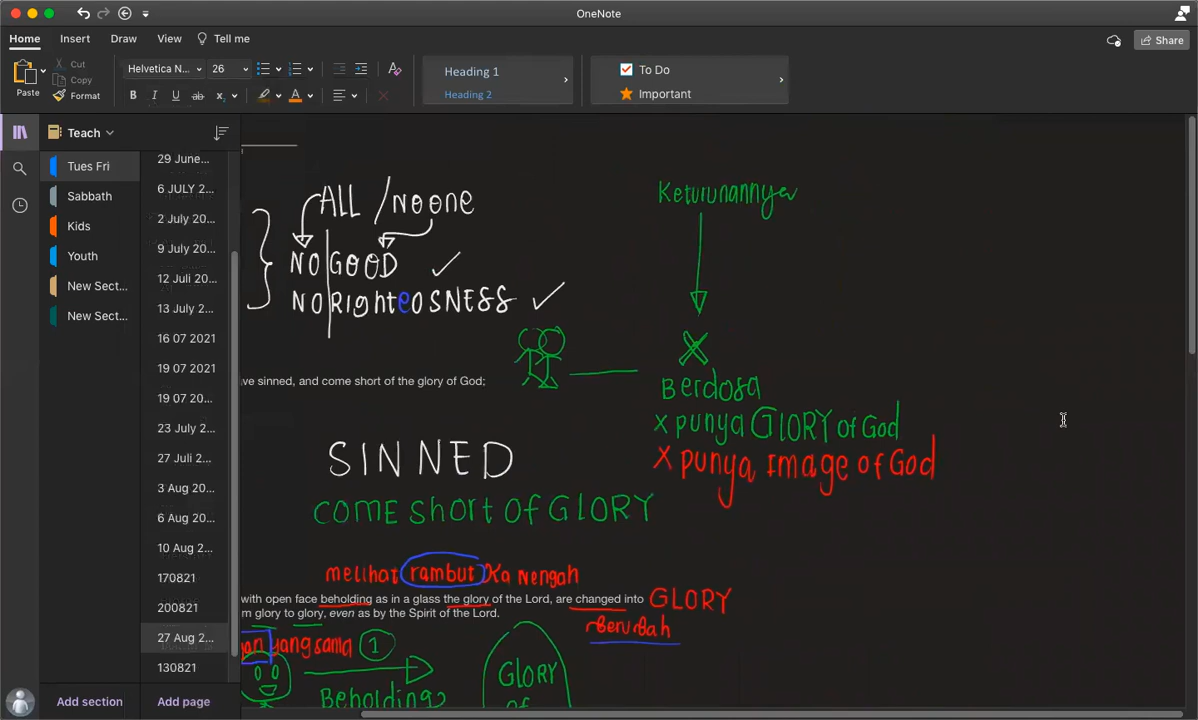 OneNote
Home
Insert
Draw
View
Tell me
Share
Paste
Cut
Copy
Format
Helvetica N...
26
Heading 1
Heading 2
To Do
Important
Teach
Tues Fri
Sabbath
Kids
Youth
New Sect...
New Sect...
Add section
29 June...
6 JULY 2...
2 July 20...
9 July 20...
12 Juli 20...
13 July 2...
16 07 2021
19 07 2021
19 07 20...
23 July 2...
27 Juli 2...
3 Aug 20...
6 Aug 20...
10 Aug 2...
170821
200821
27 Aug 2...
130821
Add page
ALL / No one
NO GOOD
NO RighteoSNESS
ve sinned, and come short of the glory of God;
SINNED
COME Short of GLORY
Keturunannya
Berdosa
x punya GLORY of God
X punya Image of God
melihat rambut Ka Nengah
with open face beholding as in a glass the glory of the Lord, are changed into GLORY
m glory to glory, even as by the Spirit of the Lord.
Berubah
an yang sama 1
Beholding
GLORY
of